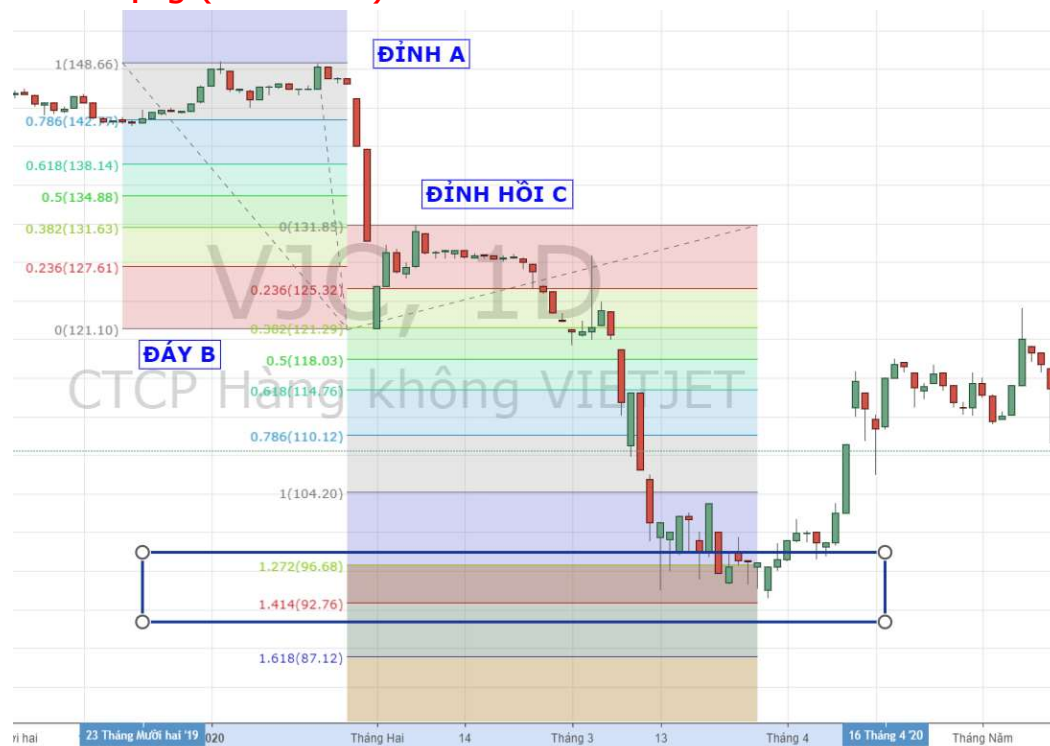 ĐỈNH A
1(148.66)
0.786(142.77)
0.618(138.14)
ĐỈNH HỒI C
0.5(134.88)
0.382(131.63)
0(131.85)
VJC, 1D
0.236(127.61)
0.236(125.32)
0(121.10)
0.382(121.29)
ĐÁY B
0.5(118.03)
CTCP Hàng không VIETJET
0.618(114.76)
0.786(110.12)
1(104.20)
1.272(96.68)
1.414(92.76)
1.618(87.12)
23 Tháng Mười hai '19
020
Tháng Hai
14
Tháng 3
13
Tháng 4
16 Tháng 4 '20
Tháng Năm